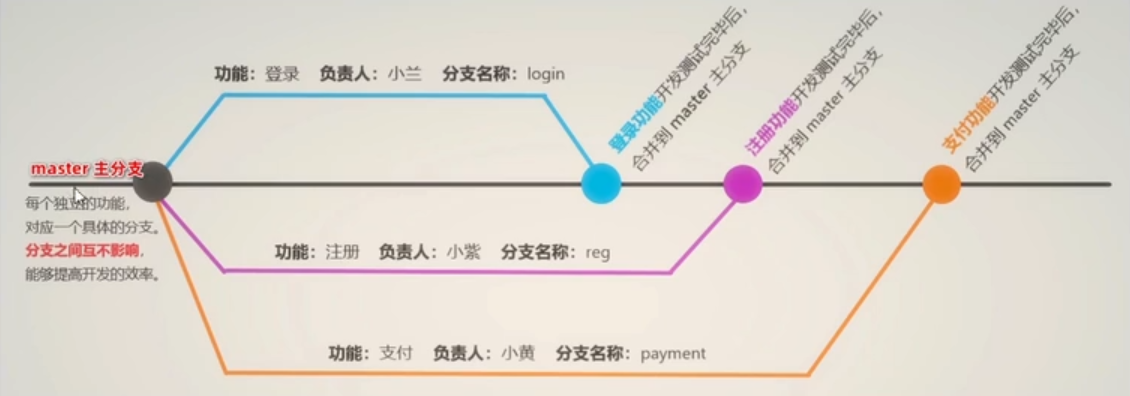 功能：登录 负责人：小兰 分支名称：login
登录功能开发测试完毕后，
合并到 master 主分支
注册功能开发测试完毕后，
合并到 master 主分支
支付功能开发测试完毕后，
合并到 master 主分支
master 主分支
每个独立的功能，
对应一个具体的分支。
分支之间互不影响，
能够提高开发的效率。
功能：注册 负责人：小紫 分支名称：reg
功能：支付 负责人：小黄 分支名称：payment